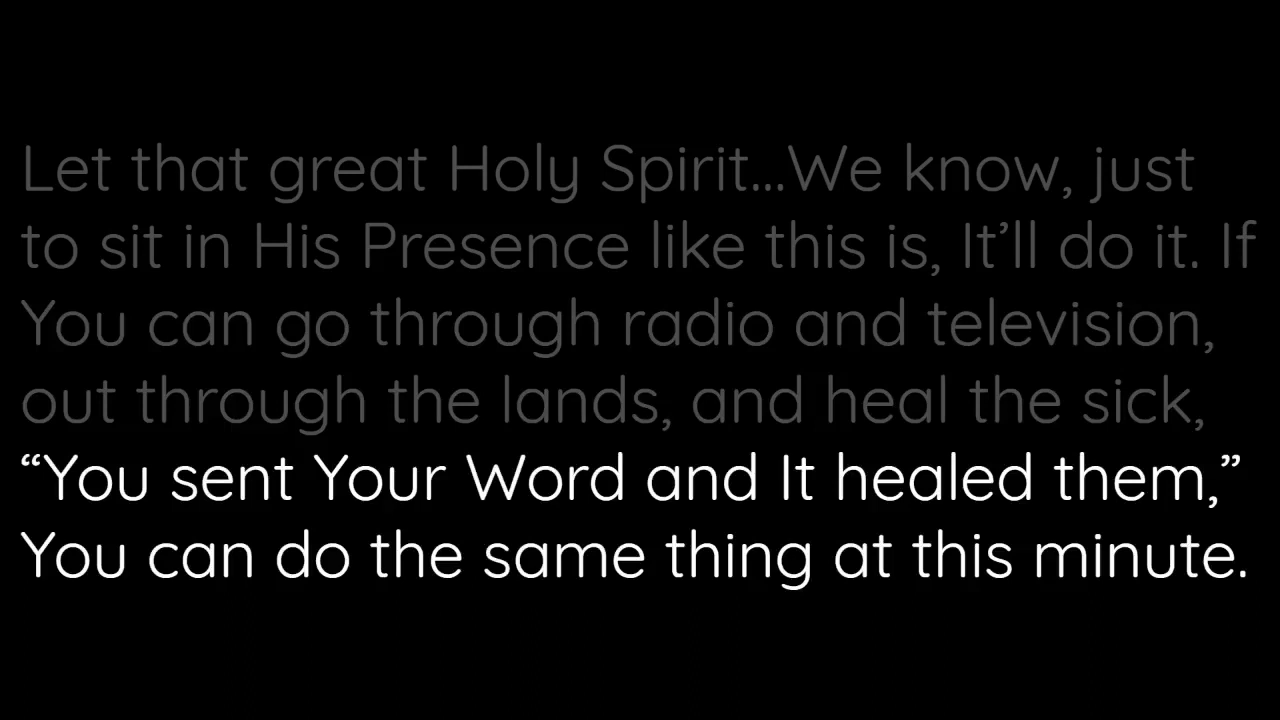 Let that great Holy Spirit...We know, just
to sit in His Presence like this is, It’ll do it. If
You can go through radio and television,
out through the lands, and heal the sick,
“You sent Your Word and It healed them,”
You can do the same thing at this minute.